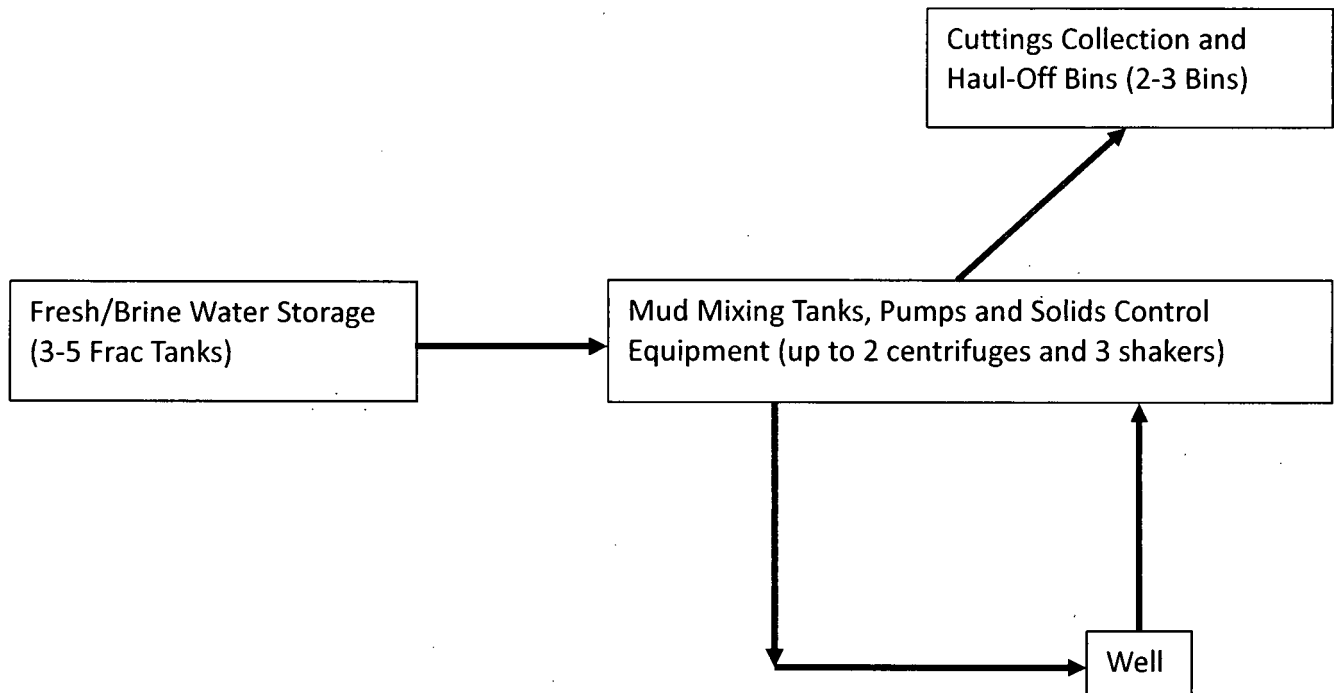 Cuttings Collection and
Haul-Off Bins (2-3 Bins)
Fresh/Brine Water Storage
(3-5 Frac Tanks)
Mud Mixing Tanks, Pumps and Solids Control
Equipment (up to 2 centrifuges and 3 shakers)
Well